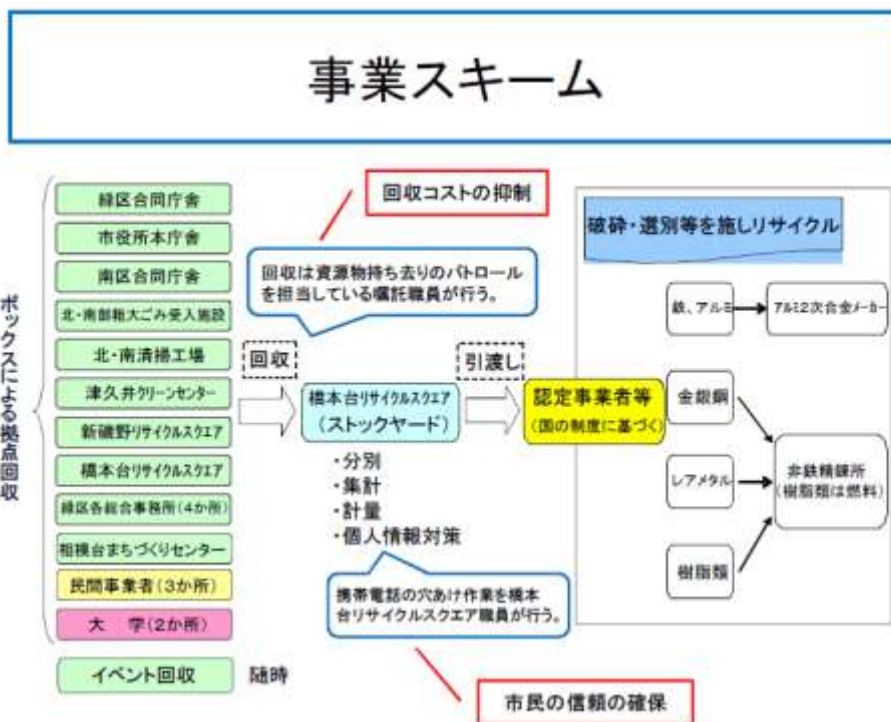 事業スキーム
ボックスによる拠点回収
緑区合同庁舎
市役所本庁舎
南区合同庁舎
北・南部粗大ごみ受入施設
北・南清掃工場
津久井クリーンセンター
新磯野リサイクルスクエア
橋本台リサイクルスクエア
緑区各総合事務所(4か所)
相模台まちづくりセンター
民間事業者(3か所)
大 学(2か所)
イベント回収 随時
回収コストの抑制
回収は資源物持ち去りのパトロール
を担当している嘱託職員が行う。
回収
橋本台リサイクルスクエア
(ストックヤード)
・分別
・集計
・計量
・個人情報対策
携帯電話の穴あけ作業を橋本
台リサイクルスクエア職員が行う。
市民の信頼の確保
引渡し
認定事業者等
(国の制度に基づく)
破砕・選別等を施しリサイクル
鉄、アルミ
アルミ2次合金メーカー
金銀銅
レアメタル
樹脂類
非鉄精錬所
(樹脂類は燃料)